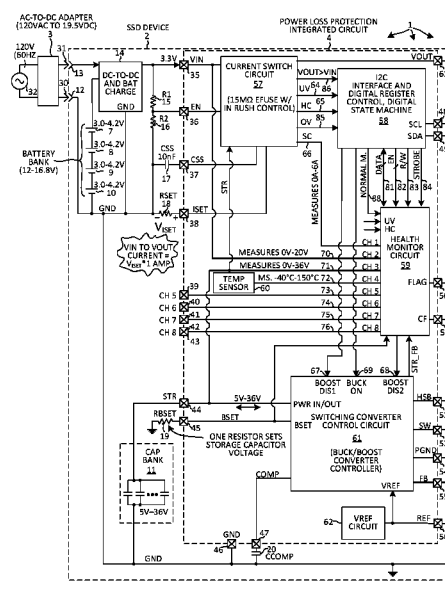 AC-TO-DC ADAPTER
(120VAC TO 19.5VDC)
3
SSD DEVICE
2
POWER LOSS PROTECTION
INTEGRATED CIRCUIT
4
1
120V
(60HZ)
31
13
14
DC-TO-DC
AND BAT
CHARGE
GND
3.3V
VIN
35
CURRENT SWITCH
CIRCUIT
57
(15MΩ EFUSE W/
IN RUSH CONTROL)
VOUT>VIN
UV 64
86
HC 65
OV 85
SC
66
I2C
INTERFACE AND
DIGITAL REGISTER
CONTROL, DIGITAL
STATE MACHINE
58
VOUT
SCL
SDA
30
12
32
R1
15
R2
16
EN
36
3.0-4.2V
7
3.0-4.2V
8
3.0-4.2V
9
3.0-4.2V
10
BATTERY
BANK
(12-16.8V)
CSS
10nF
17
CSS
37
RSET
18
GND
ISET
38
VISET
VIN TO VOUT
CURRENT =
VISET*1 AMP
STR
MEASURES 0A-6A
NORMAL M.
88
DATA
81
EN
82
R/W
83
STROBE
84
UV
HC
CH 1
CH 2
CH 3
CH 4
CH 5
CH 6
CH 7
CH 8
HEALTH
MONITOR
CIRCUIT
59
MEASURES 0V-20V
70
MEASURES 0V-36V
71
TEMP
SENSOR
60
MS. -40°C-150°C 72
73
74
75
76
FLAG
CF
39
CH 5
40
CH 6
41
CH 7
42
CH 8
43
STR_FB
67
69
68
BOOST
DIS1
BUCK
ON
BOOST
DIS2
STR
44
5V-36V
PWR IN/OUT
RBSET
19
BSET
45
BSET
SWITCHING CONVERTER
CONTROL CIRCUIT
61
(BUCK/BOOST
CONVERTER
CONTROLLER)
HSB
SW
PGND
FB
ONE RESISTOR SETS
STORAGE CAPACITOR
VOLTAGE
CAP
BANK
11
5V-36V
COMP
VREF
62
VREF
CIRCUIT
REF
GND
46
47
20
CCOMP
GND